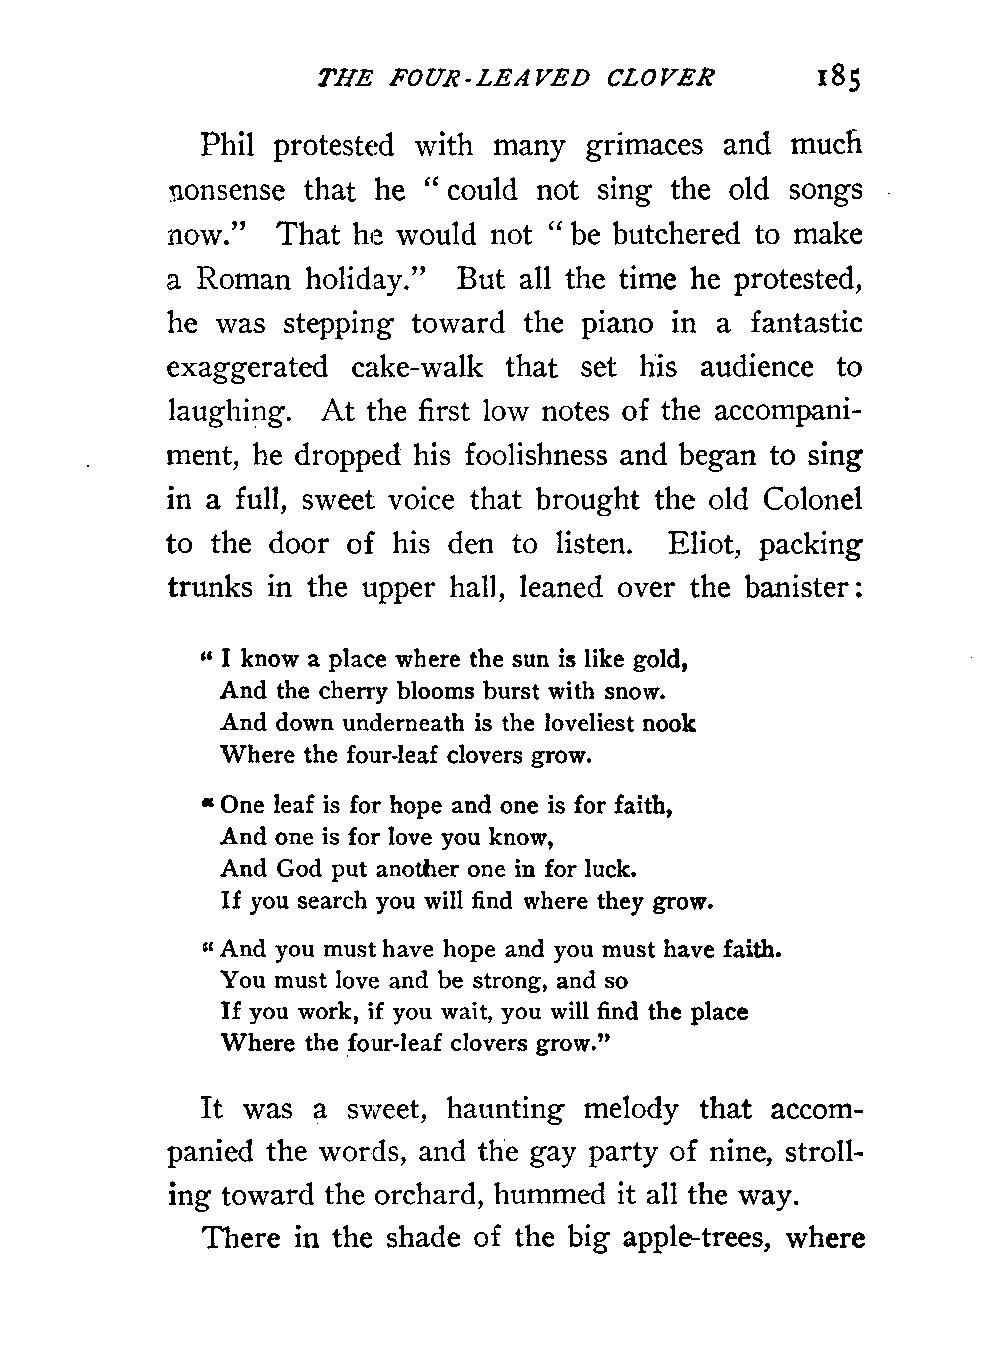 THE FOUR-LEAVED CLOVER 185
Phil protested with many grimaces and much
nonsense that he "could not sing the old songs
now." That he would not "be butchered to make
a Roman holiday." But all the time he protested,
he was stepping toward the piano in a fantastic
exaggerated cake-walk that set his audience to
laughing. At the first low notes of the accompani-
ment, he dropped his foolishness and began to sing
in a full, sweet voice that brought the old Colonel
to the door of his den to listen. Eliot, packing
trunks in the upper hall, leaned over the banister:
"I know a place where the sun is like gold,
And the cherry blooms burst with snow.
And down underneath is the loveliest nook
Where the four-leaf clovers grow.
"One leaf is for hope and one is for faith,
And one is for love you know,
And God put another one in for luck.
If you search you will find where they grow.
"And you must have hope and you must have faith.
You must love and be strong, and so
If you work, if you wait, you will find the place
Where the four-leaf clovers grow."
It was a sweet, haunting melody that accom-
panied the words, and the gay party of nine, stroll-
ing toward the orchard, hummed it all the way.
There in the shade of the big apple-trees, where